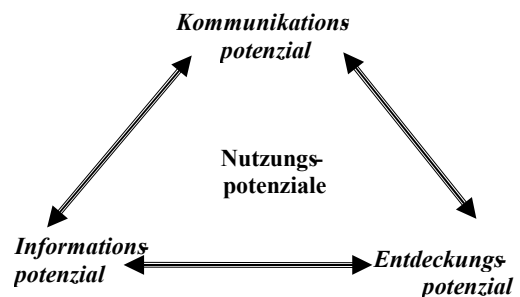 Kommunikations
potenzial
Nutzungs-
potenziale
Informations-
potenzial
Entdeckungs-
potenzial